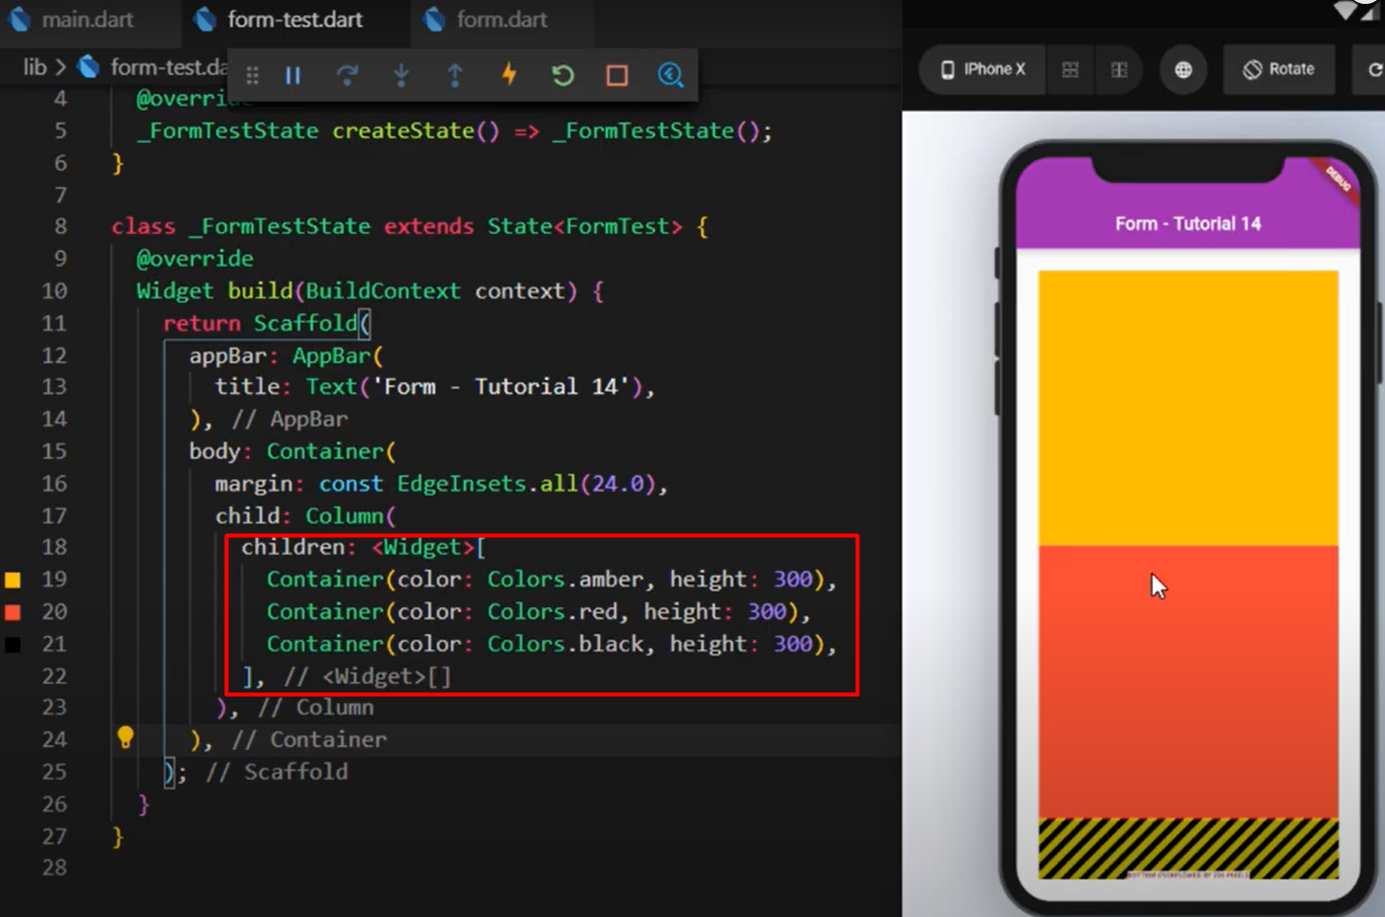 main.dart
form-test.dart
form.dart
lib > form-test.da
4 @override
5 _FormTestState createState() => _FormTestState();
6 }
7
8 class _FormTestState extends State<FormTest> {
9 @override
10 Widget build(BuildContext context) {
11 return Scaffold(
12 appBar: AppBar(
13 title: Text('Form - Tutorial 14'),
14 ), // AppBar
15 body: Container(
16 margin: const EdgeInsets.all(24.0),
17 child: Column(
18 children: <Widget>[
19 Container(color: Colors.amber, height: 300),
20 Container(color: Colors.red, height: 300),
21 Container(color: Colors.black, height: 300),
22 ], // <Widget>[]
23 ), // Column
24 ), // Container
25 ); // Scaffold
26 }
27 }
28
IPhone X
Rotate
DEBUG
Form - Tutorial 14